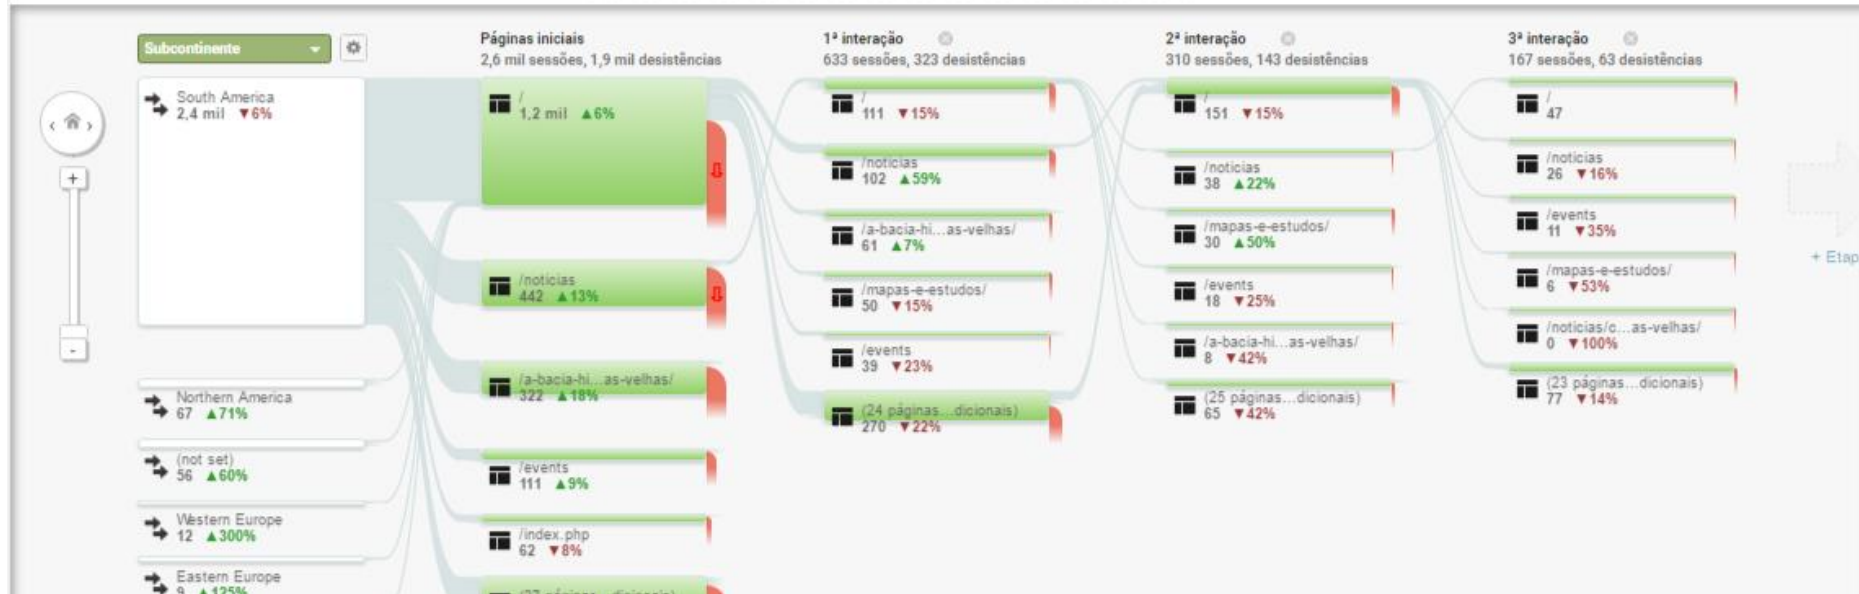 Subcontinente
South America
2,4 mil ▼6%
Northern America
67 ▲71%
(not set)
56 ▲60%
Western Europe
12 ▲300%
Eastern Europe
9 ▲125%
+
-
Páginas iniciais
2,6 mil sessões, 1,9 mil desistências
/
1,2 mil ▲6%
/noticias
442 ▲13%
/a-bacia-hi...as-velhas/
322 ▲18%
/events
111 ▲9%
/index.php
62 ▼8%
1ª interação
633 sessões, 323 desistências
/
111 ▼15%
/noticias
102 ▲59%
/a-bacia-hi...as-velhas/
61 ▲7%
/mapas-e-estudos/
50 ▼15%
/events
39 ▼23%
(24 páginas...dicionais)
270 ▼22%
2ª interação
310 sessões, 143 desistências
/
151 ▼15%
/noticias
38 ▲22%
/mapas-e-estudos/
30 ▲50%
/events
18 ▼25%
/a-bacia-hi...as-velhas/
8 ▼42%
(25 páginas...dicionais)
65 ▼42%
3ª interação
167 sessões, 63 desistências
/
47
/noticias
26 ▼16%
/events
11 ▼35%
/mapas-e-estudos/
6 ▼53%
/noticias/c...as-velhas/
0 ▼100%
(23 páginas...dicionais)
77 ▼14%
+ Etap